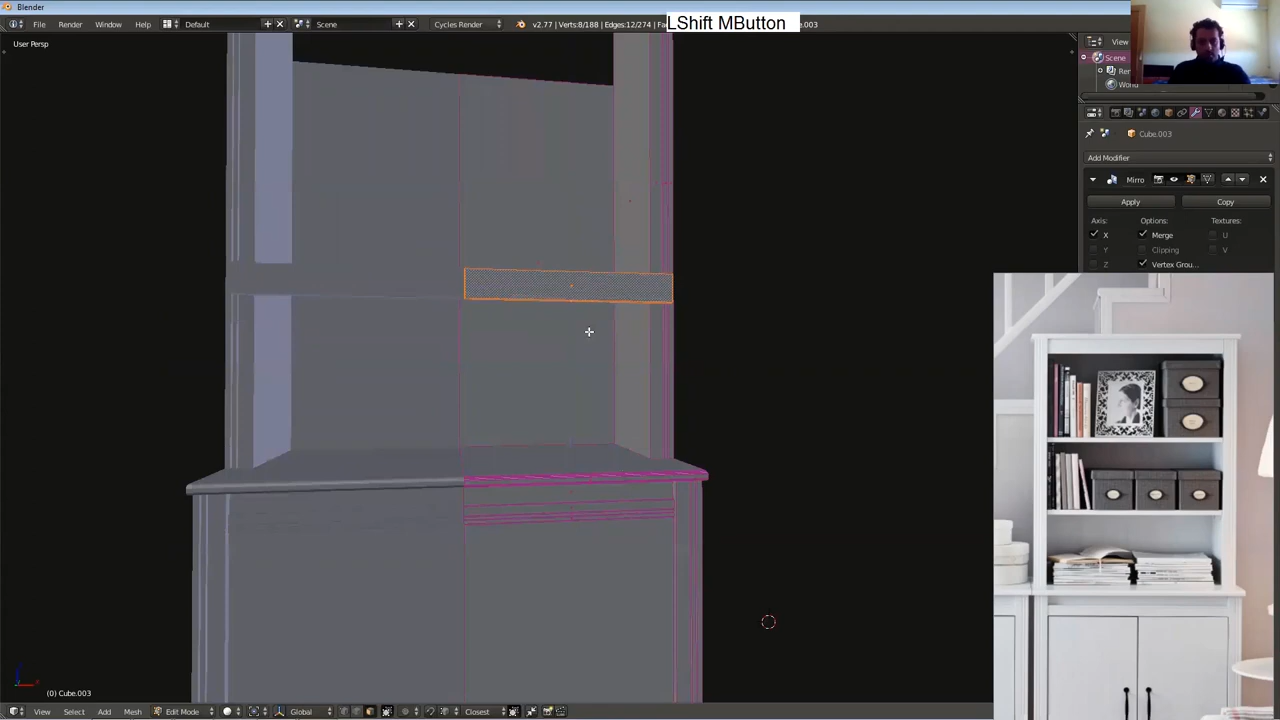 Blender
File
Render
Window
Help
Default
Scene
Cycles Render
v2.77 | Verts:8/188 | Edges:12/274 | Fa
LShift MButton
.003
User Persp
View
Scene
Ren
World
Cube.003
Add Modifier
Mirro
Apply
Copy
Axis:
Options:
Textures:
X
Merge
U
Y
Clipping
V
Z
Vertex Grou...
(0) Cube.003
View
Select
Add
Mesh
Edit Mode
Global
Closest